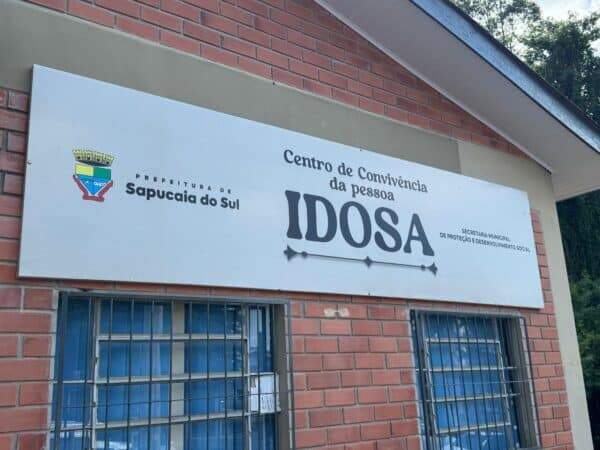 PREFEITURA DE
Sapucaia do Sul
Centro de Convivência
da pessoa
IDOSA
SECRETARIA MUNICIPAL
DE PROTEÇÃO E DESENVOLVIMENTO SOCIAL